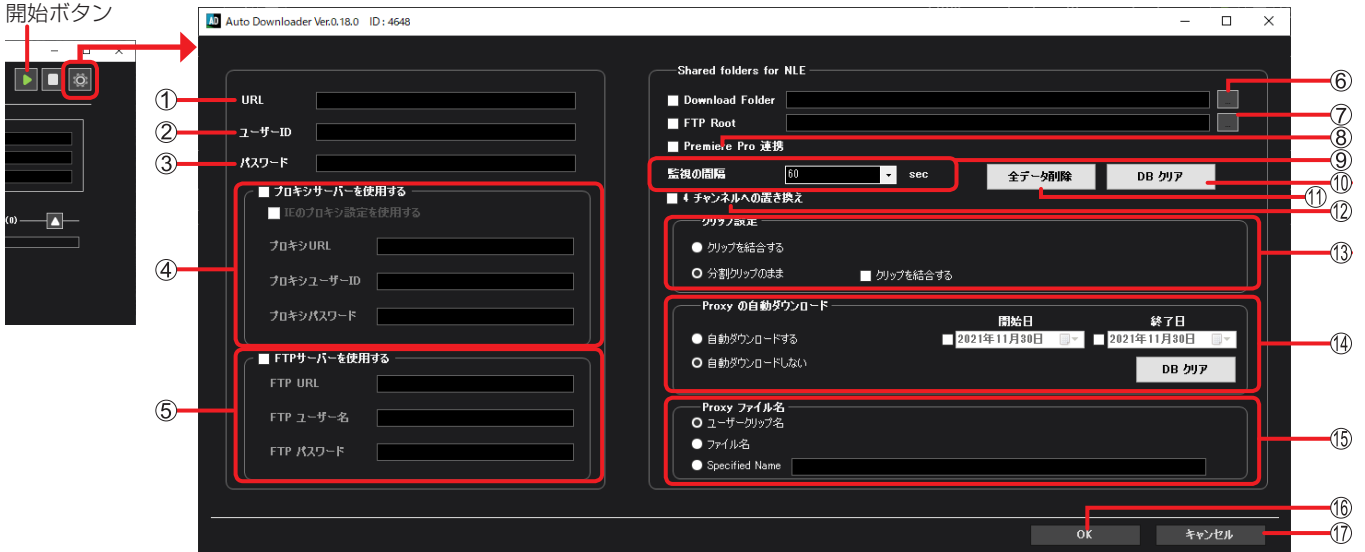 開始ボタン
Auto Downloader Ver.0.18.0 ID : 4648
(0)
① URL
② ユーザーID
③ パスワード
④
プロキシサーバーを使用する
IEのプロキシ設定を使用する
プロキシURL
プロキシユーザーID
プロキシパスワード
⑤
FTPサーバーを使用する
FTP URL
FTP ユーザー名
FTP パスワード
Shared folders for NLE
Download Folder ... ⑥
FTP Root ... ⑦
Premiere Pro 連携 ⑧
監視の間隔 60 sec ⑨
全データ削除 ⑪
DB クリア ⑩
4 チャンネルへの置き換え ⑫
クリップ設定
クリップを結合する
分割クリップのまま クリップを結合する
⑬
Proxy の自動ダウンロード
開始日 終了日
自動ダウンロードする 2021年11月30日 2021年11月30日
自動ダウンロードしない
DB クリア
⑭
Proxy ファイル名
ユーザークリップ名
ファイル名
Specified Name
⑮
OK ⑯
キャンセル ⑰